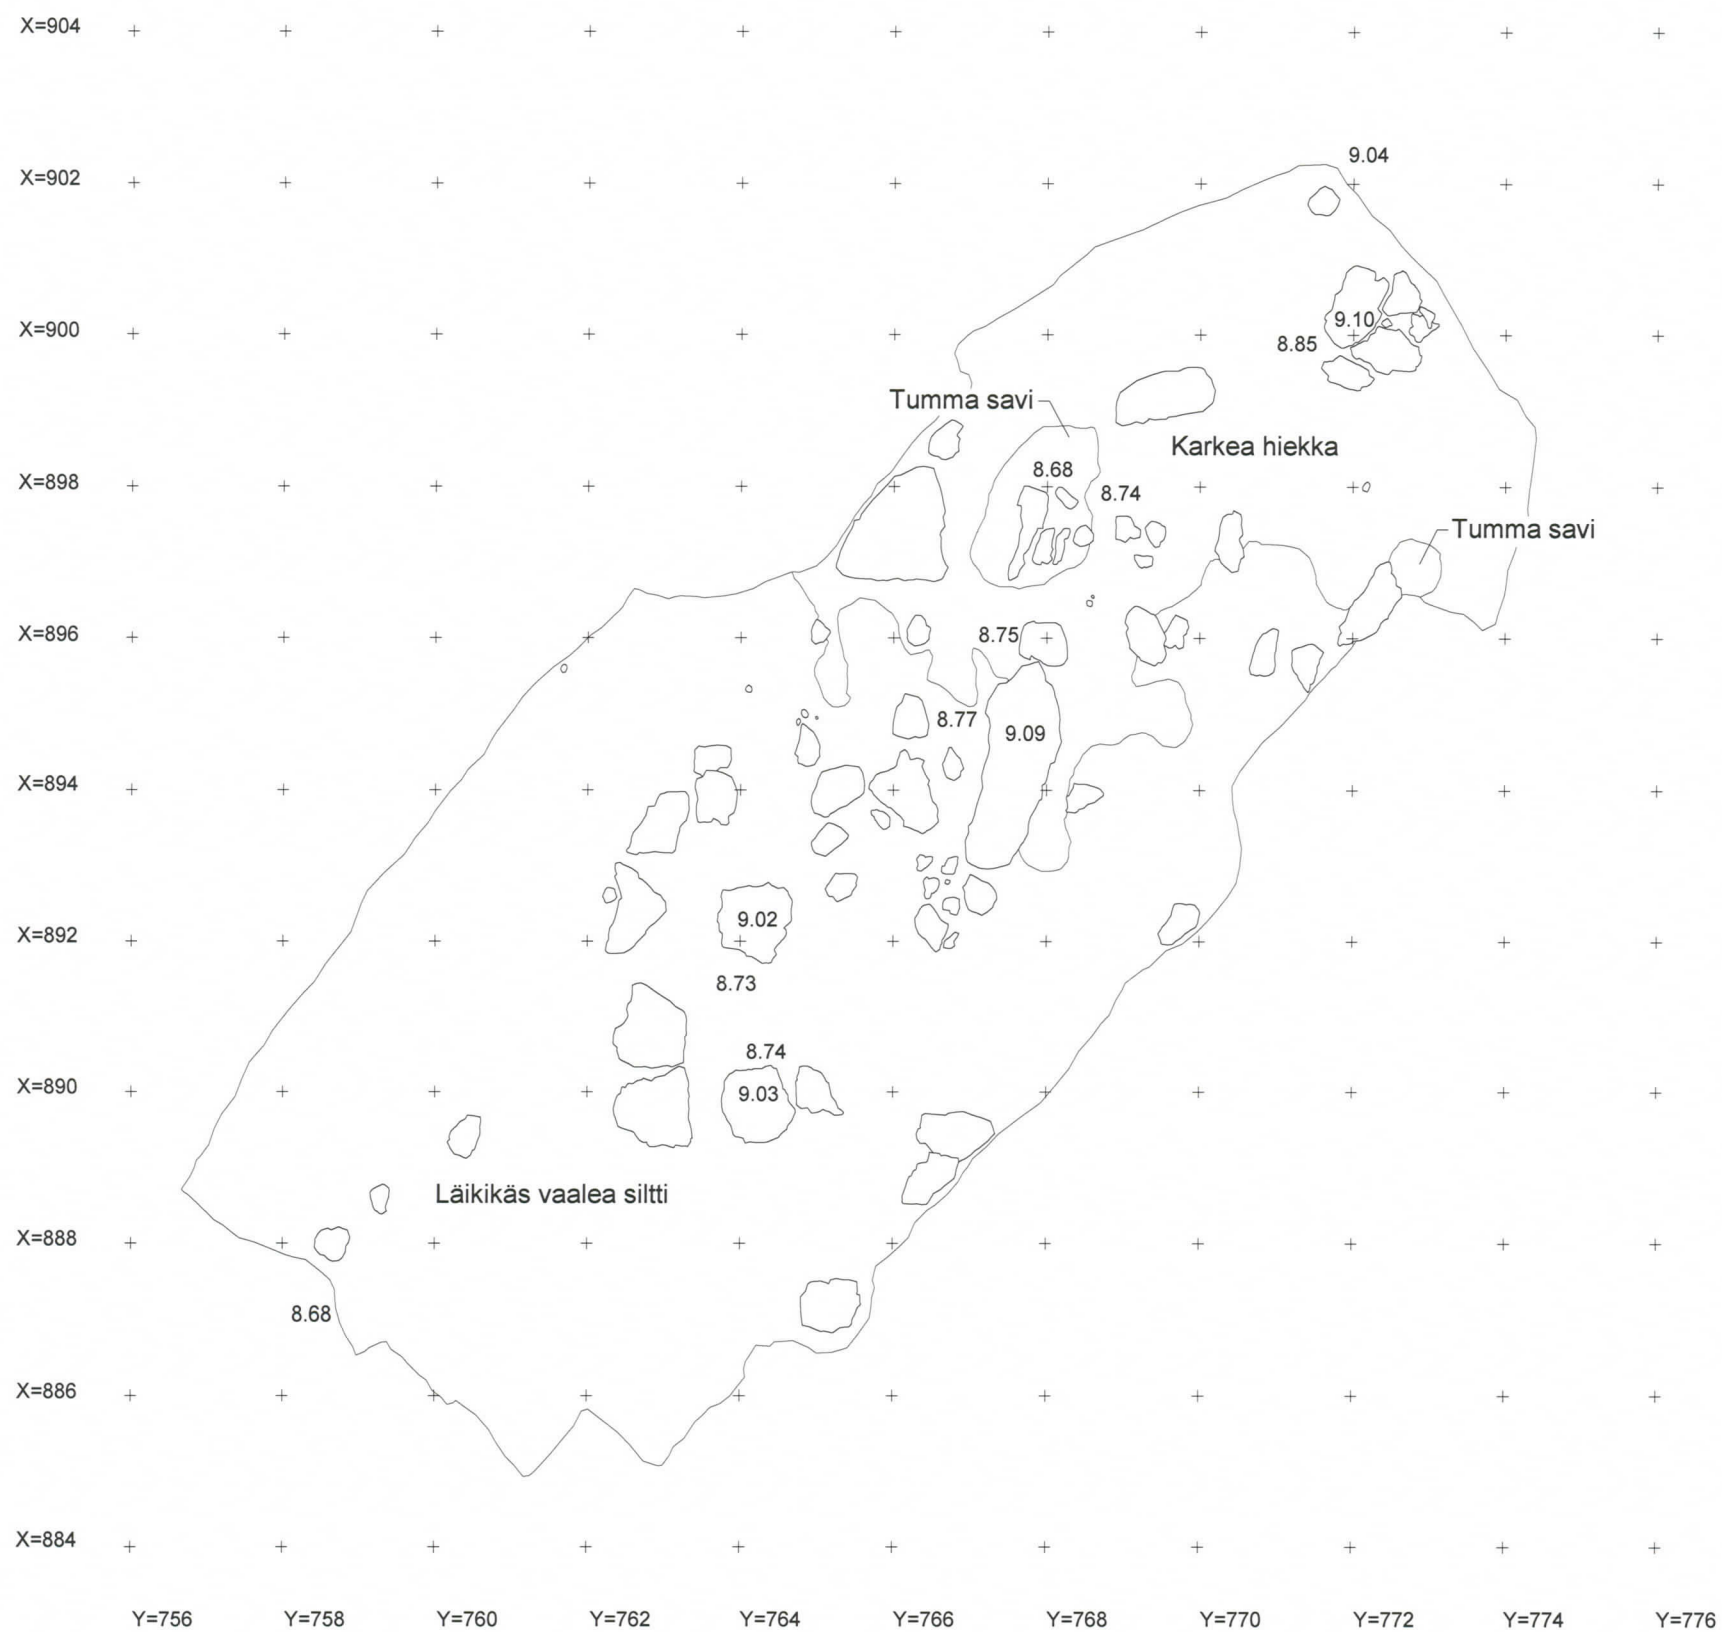 X=904
9.04
X=902
9.10
X=900
8.85
Tumma savi
Karkea hiekka
8.68
X=898
8.74
Tumma savi
X=896
8.75
8.77
9.09
X=894
9.02
X=892
8.73
8.74
X=890
9.03
Läikikäs vaalea siltti
X=888
8.68
X=886
X=884
Y=756 Y=758 Y=760 Y=762 Y=764 Y=766 Y=768 Y=770 Y=772 Y=774 Y=776